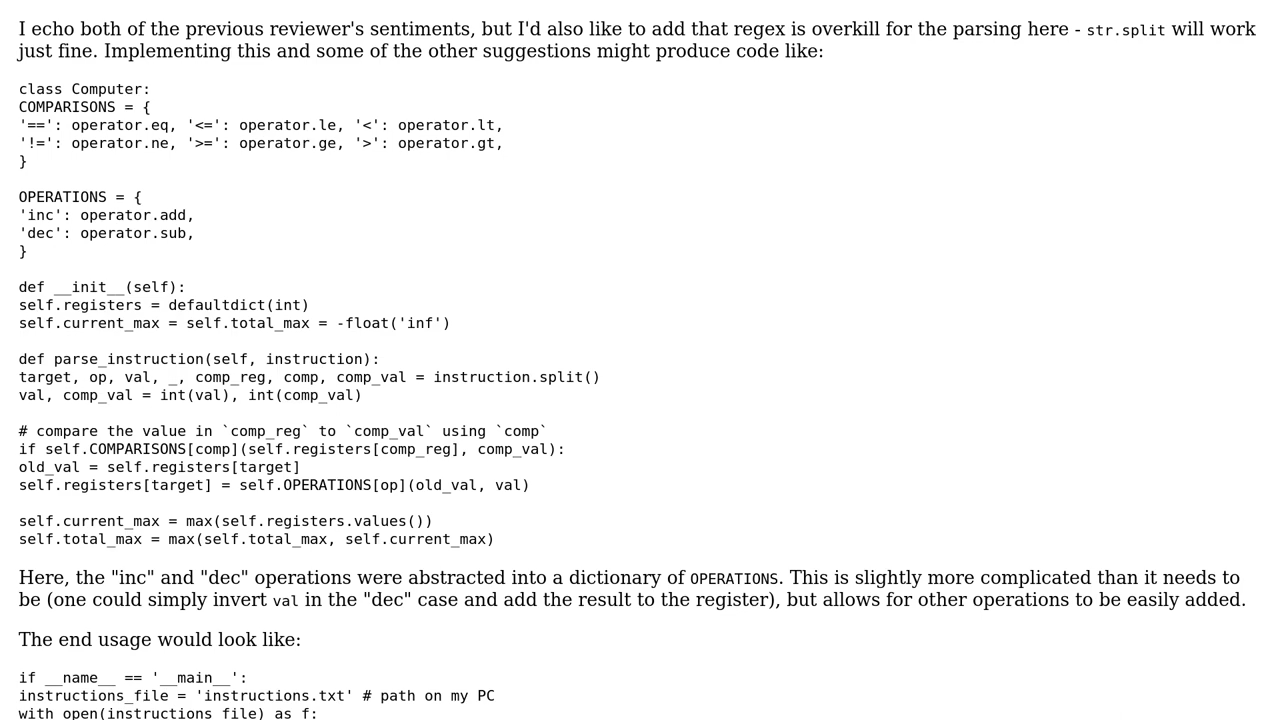 I echo both of the previous reviewer's sentiments, but I'd also like to add that regex is overkill for the parsing here - str.split will work
just fine. Implementing this and some of the other suggestions might produce code like:
class Computer:
COMPARISONS = {
'==': operator.eq, '<=': operator.le, '<': operator.lt,
'!=': operator.ne, '>=': operator.ge, '>': operator.gt,
}
OPERATIONS = {
'inc': operator.add,
'dec': operator.sub,
}
def __init__(self):
self.registers = defaultdict(int)
self.current_max = self.total_max = -float('inf')
def parse_instruction(self, instruction):
target, op, val, _, comp_reg, comp, comp_val = instruction.split()
val, comp_val = int(val), int(comp_val)
# compare the value in `comp_reg` to `comp_val` using `comp`
if self.COMPARISONS[comp](self.registers[comp_reg], comp_val):
old_val = self.registers[target]
self.registers[target] = self.OPERATIONS[op](old_val, val)
self.current_max = max(self.registers.values())
self.total_max = max(self.total_max, self.current_max)
Here, the "inc" and "dec" operations were abstracted into a dictionary of OPERATIONS. This is slightly more complicated than it needs to
be (one could simply invert val in the "dec" case and add the result to the register), but allows for other operations to be easily added.
The end usage would look like:
if __name__ == '__main__':
instructions_file = 'instructions.txt' # path on my PC
with open(instructions_file) as f: